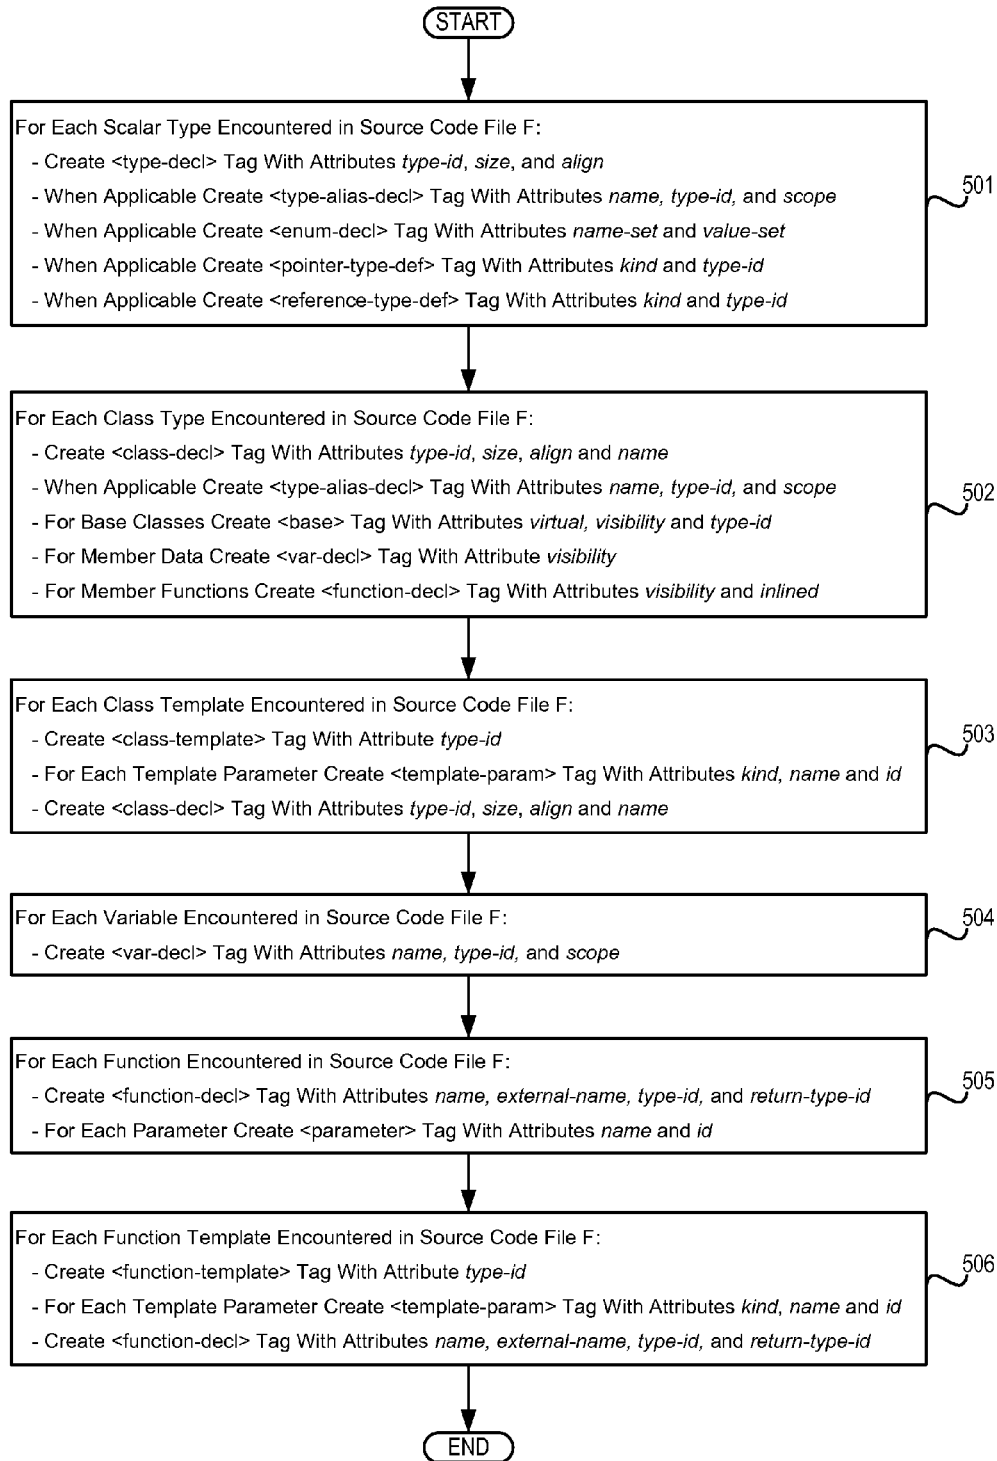 START
For Each Scalar Type Encountered in Source Code File F:
- Create <type-decl> Tag With Attributes type-id, size, and align
- When Applicable Create <type-alias-decl> Tag With Attributes name, type-id, and scope
- When Applicable Create <enum-decl> Tag With Attributes name-set and value-set
- When Applicable Create <pointer-type-def> Tag With Attributes kind and type-id
- When Applicable Create <reference-type-def> Tag With Attributes kind and type-id
501
For Each Class Type Encountered in Source Code File F:
- Create <class-decl> Tag With Attributes type-id, size, align and name
- When Applicable Create <type-alias-decl> Tag With Attributes name, type-id, and scope
- For Base Classes Create <base> Tag With Attributes virtual, visibility and type-id
- For Member Data Create <var-decl> Tag With Attribute visibility
- For Member Functions Create <function-decl> Tag With Attributes visibility and inlined
502
For Each Class Template Encountered in Source Code File F:
- Create <class-template> Tag With Attribute type-id
- For Each Template Parameter Create <template-param> Tag With Attributes kind, name and id
- Create <class-decl> Tag With Attributes type-id, size, align and name
503
For Each Variable Encountered in Source Code File F:
- Create <var-decl> Tag With Attributes name, type-id, and scope
504
For Each Function Encountered in Source Code File F:
- Create <function-decl> Tag With Attributes name, external-name, type-id, and return-type-id
- For Each Parameter Create <parameter> Tag With Attributes name and id
505
For Each Function Template Encountered in Source Code File F:
- Create <function-template> Tag With Attribute type-id
- For Each Template Parameter Create <template-param> Tag With Attributes kind, name and id
- Create <function-decl> Tag With Attributes name, external-name, type-id, and return-type-id
506
END